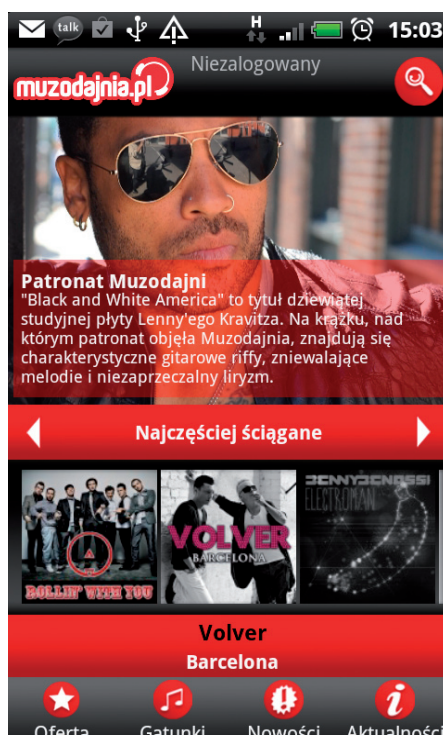 talk
H
15:03
muzodajnia.pl
Niezalogowany
Patronat Muzodajni
"Black and White America" to tytuł dziewiątej
studyjnej płyty Lenny'ego Kravitza. Na krążku, nad
którym patronat objęła Muzodajnia, znajdują się
charakterystyczne gitarowe riffy, zniewalające
melodie i niezaprzeczalny liryzm.
Najczęściej ściągane
ROLLIN' WITH YOU
VOLVER
BARCELONA
BENNY BENASSI
ELECTROMAN
Volver
Barcelona
Oferta
Gatunki
Nowości
Aktualności